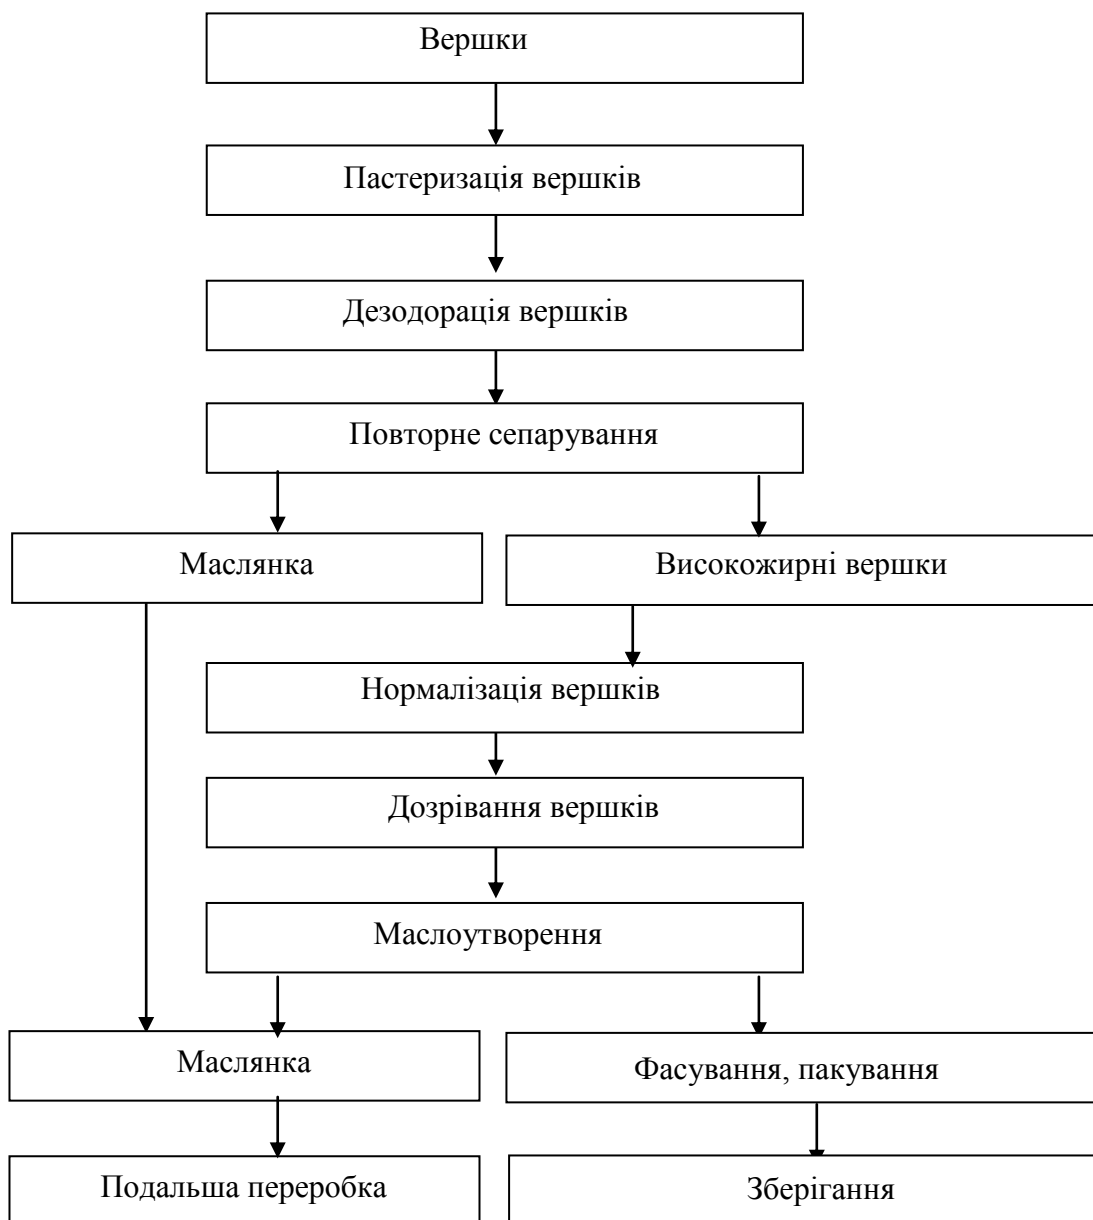 Вершки
Пастеризація вершків
Дезодорація вершків
Повторне сепарування
Маслянка
Високожирні вершки
Нормалізація вершків
Дозрівання вершків
Маслоутворення
Маслянка
Фасування, пакування
Подальша переробка
Зберігання